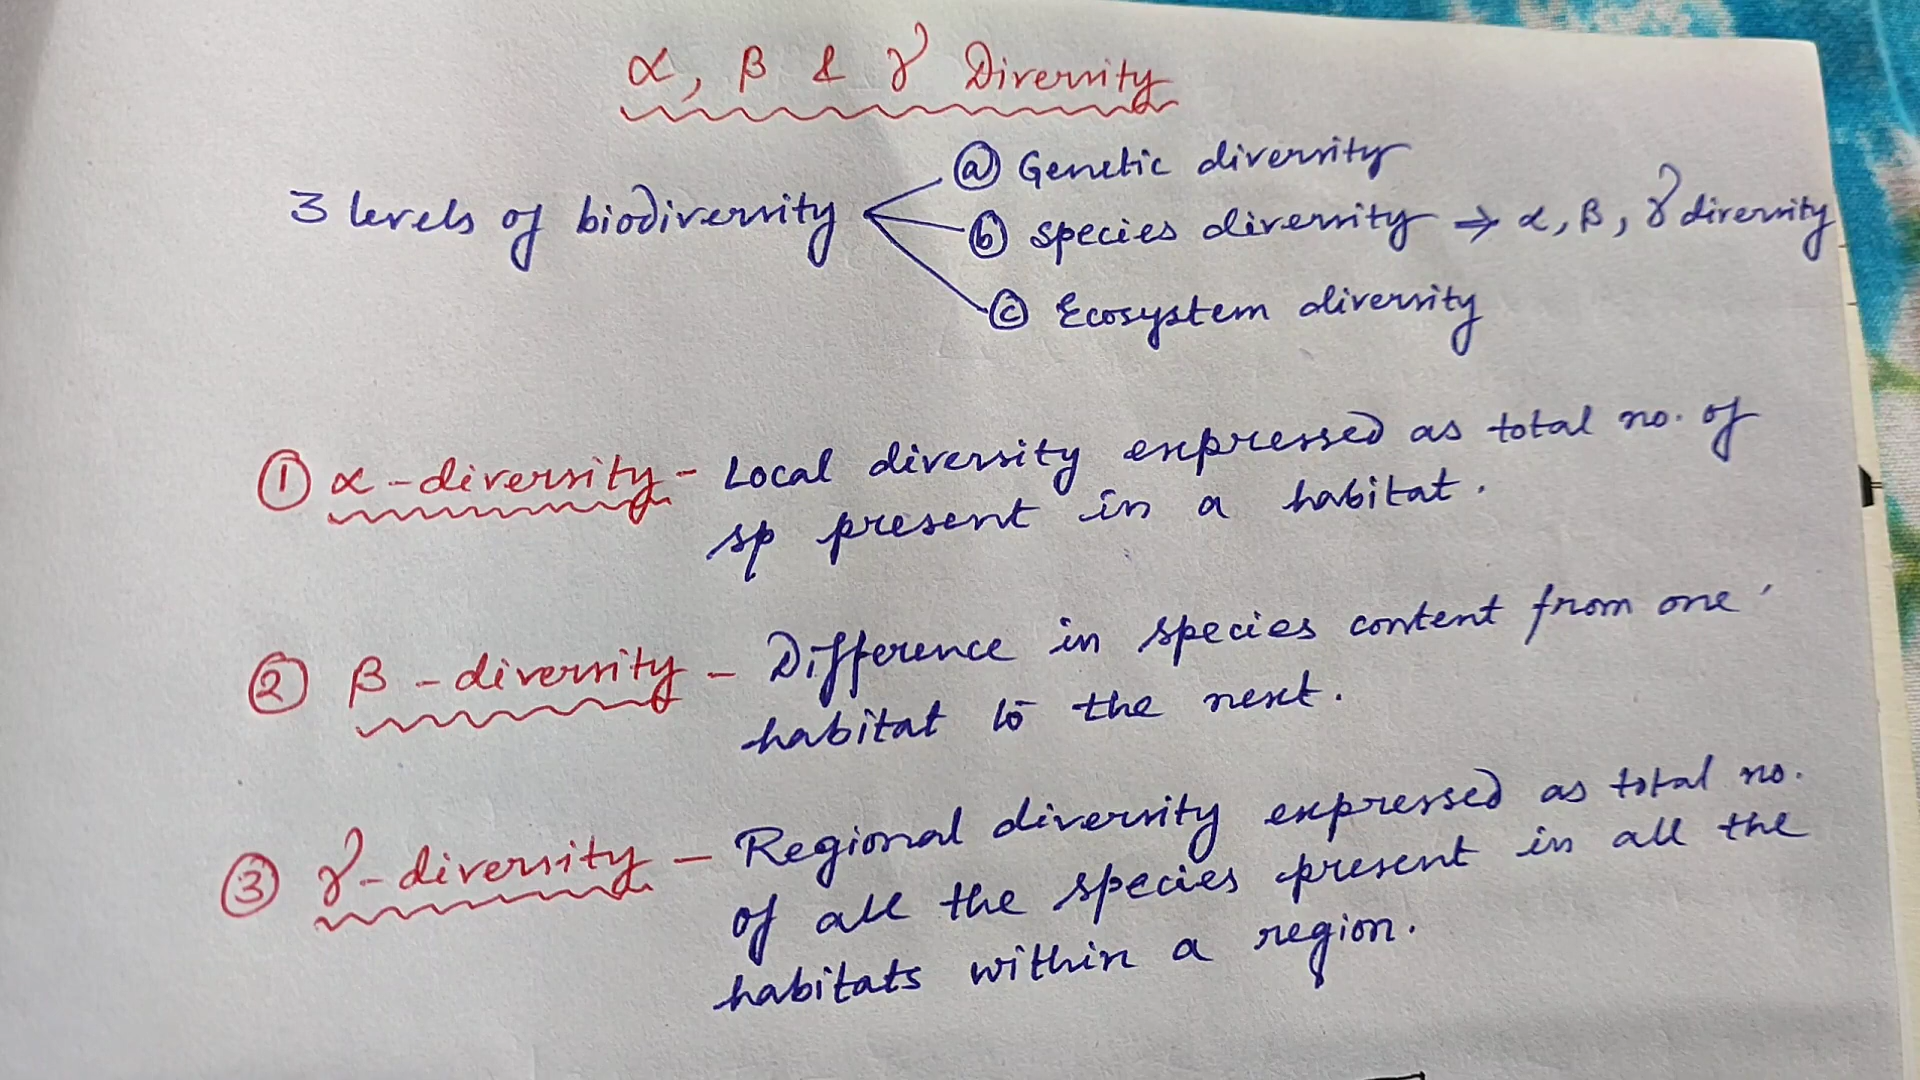 α, β & γ Diversity
3 levels of biodiversity
ⓐ Genetic diversity
ⓑ Species diversity → α, β, γ diversity
ⓒ Ecosystem diversity
① α-diversity - Local diversity expressed as total no. of
sp present in a habitat.
② β-diversity - Difference in species content from one
habitat to the next.
③ γ-diversity - Regional diversity expressed as total no.
of all the species present in all the
habitats within a region.